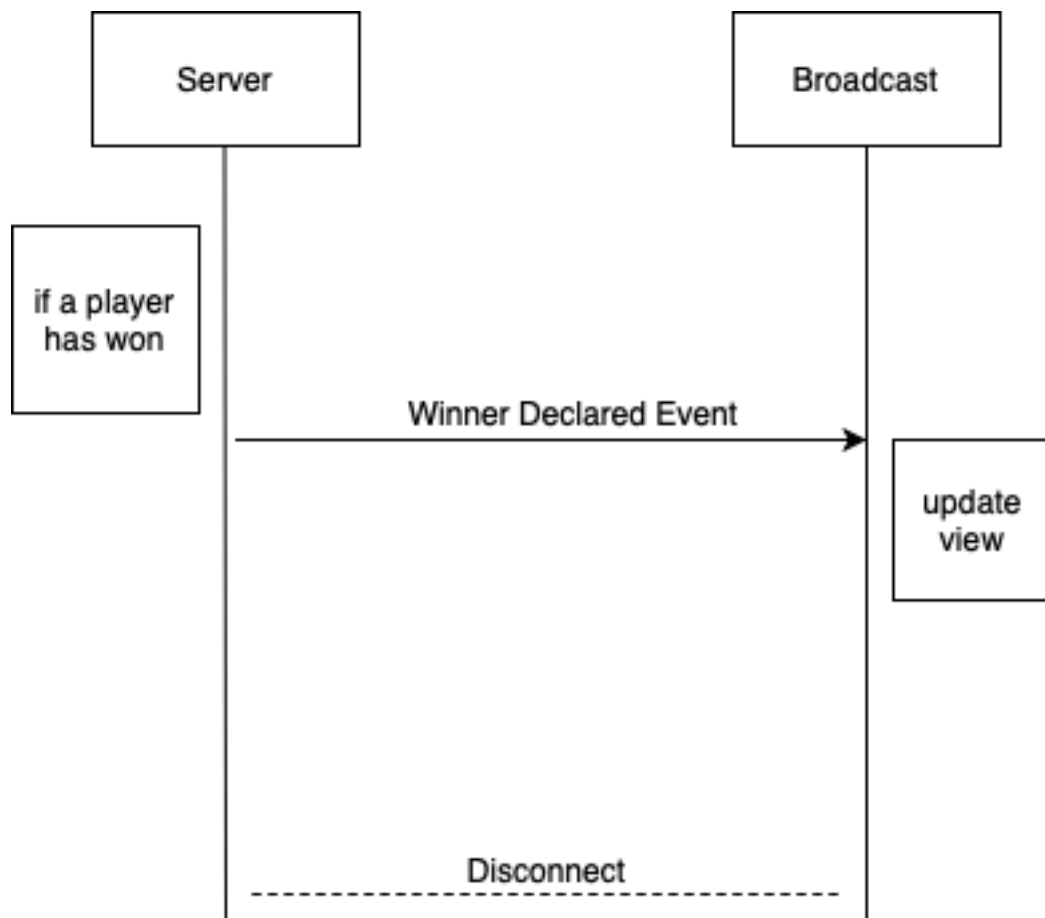 Server
Broadcast
if a player
has won
Winner Declared Event
update
view
Disconnect